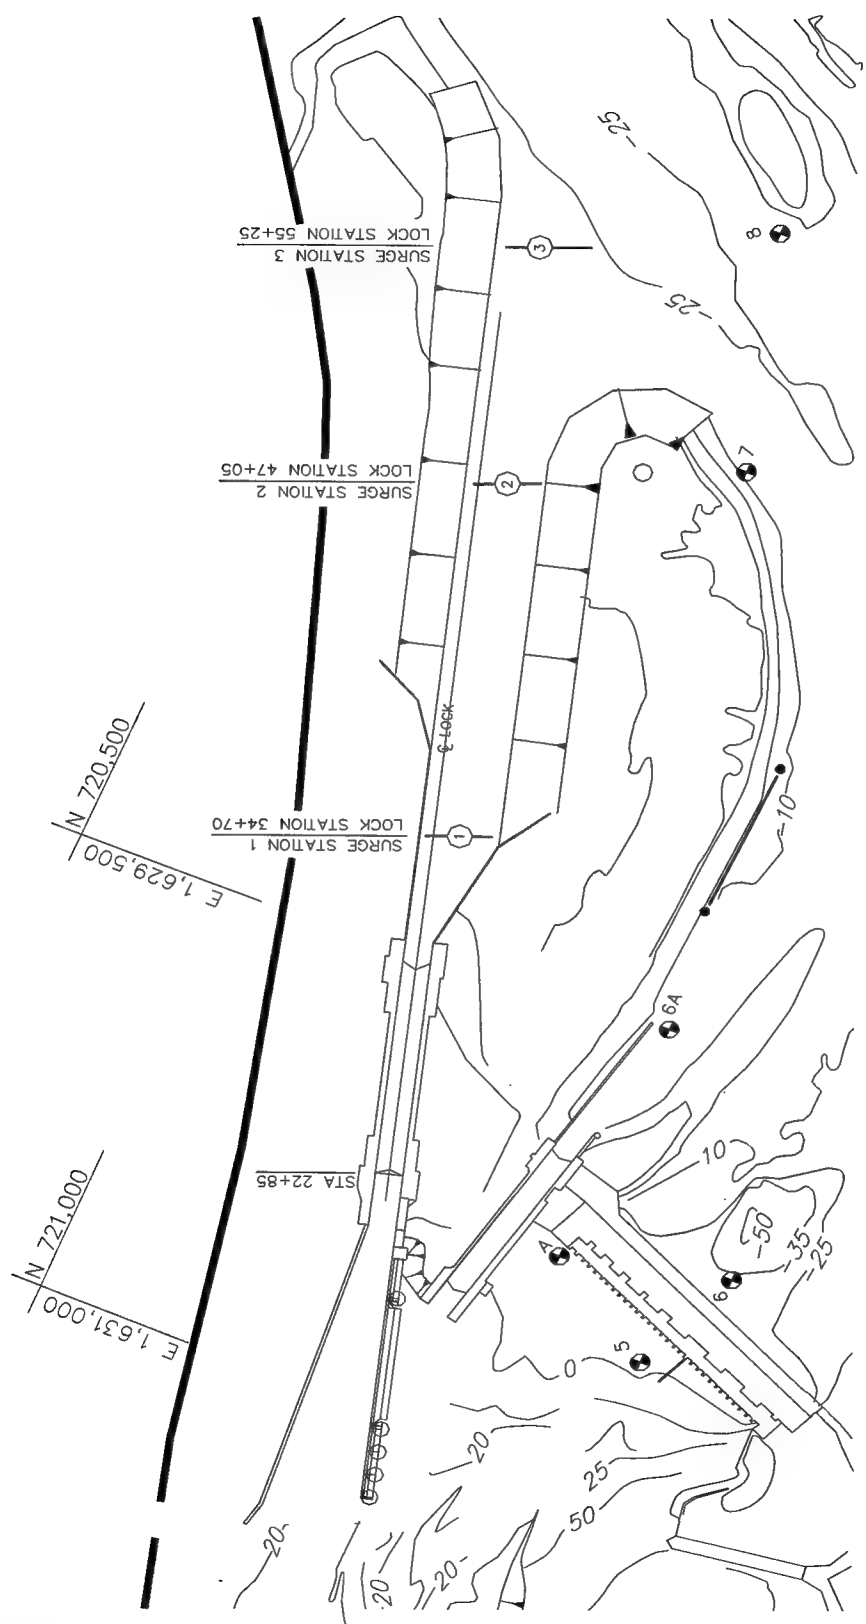 -25
8
SURGE STATION 3
LOCK STATION 55+25
3
-25
SURGE STATION 2
LOCK STATION 47+05
2
7
℄ LOCK
N 720,500
E 1,629,500
SURGE STATION 1
LOCK STATION 34+70
1
-10
6A
STA 22+85
10
N 721,000
E 1,631,000
A
-50
-35
-25
6
5
0
-20
25
50
20-
20
-20-